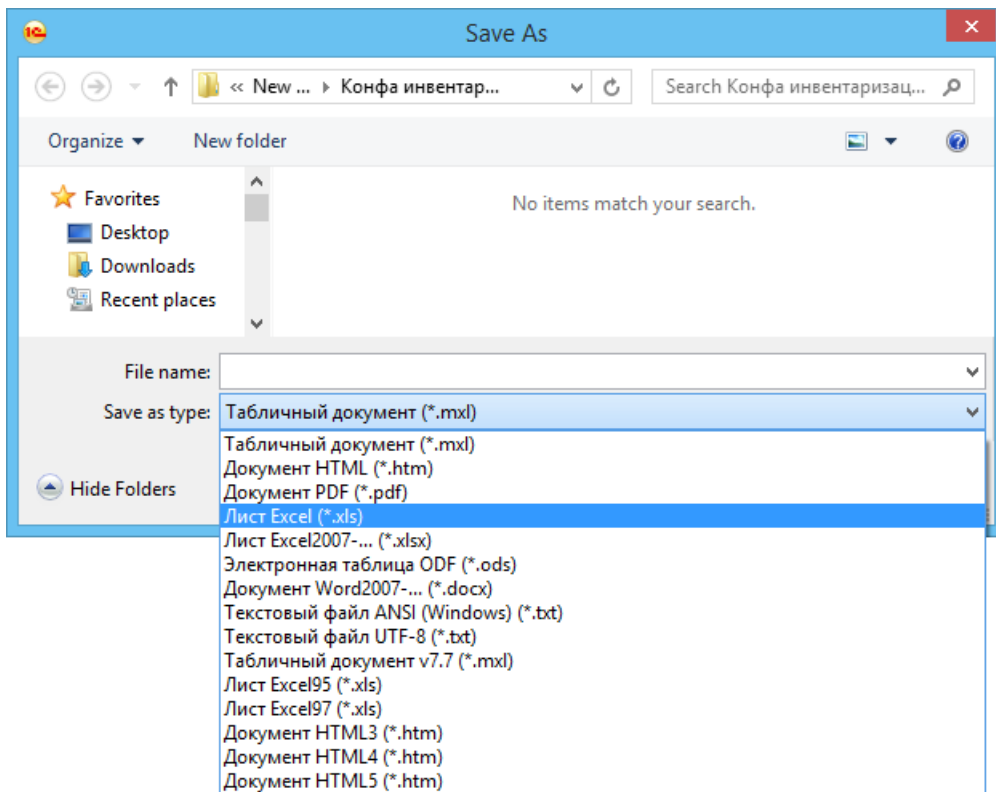 1С
Save As
« New ... Конфа инвентар...
Search Конфа инвентаризац...
Organize
New folder
Favorites
Desktop
Downloads
Recent places
No items match your search.
File name:
Save as type: Табличный документ (*.mxl)
Hide Folders
Табличный документ (*.mxl)
Документ HTML (*.htm)
Документ PDF (*.pdf)
Лист Excel (*.xls)
Лист Excel2007-... (*.xlsx)
Электронная таблица ODF (*.ods)
Документ Word2007-... (*.docx)
Текстовый файл ANSI (Windows) (*.txt)
Текстовый файл UTF-8 (*.txt)
Табличный документ v7.7 (*.mxl)
Лист Excel95 (*.xls)
Лист Excel97 (*.xls)
Документ HTML3 (*.htm)
Документ HTML4 (*.htm)
Документ HTML5 (*.htm)